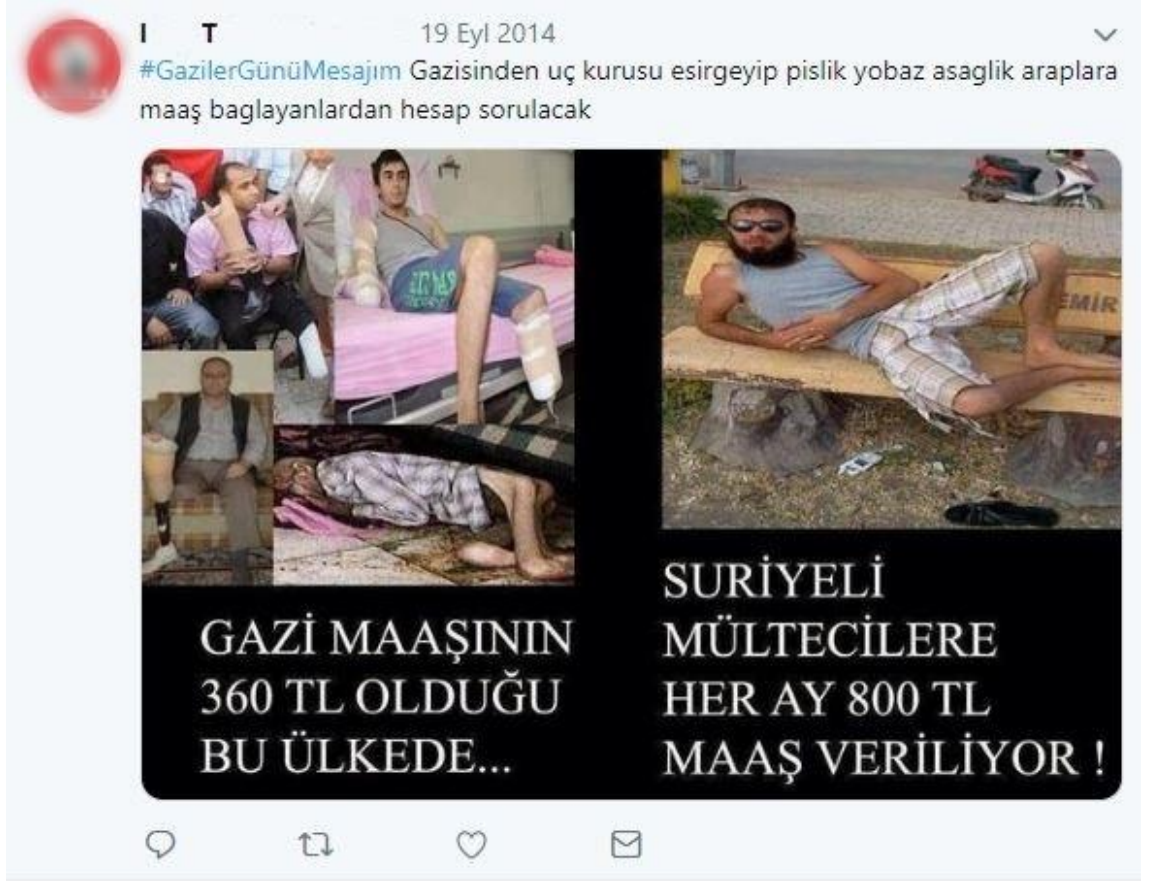 I T 19 Eyl 2014
#GazilerGünüMesajım Gazisinden uç kurusu esirgeyip pislik yobaz asaglik araplara
maaş baglayanlardan hesap sorulacak
EMİR
GAZİ MAAŞININ
360 TL OLDUĞU
BU ÜLKEDE...
SURİYELİ
MÜLTECİLERE
HER AY 800 TL
MAAŞ VERİLİYOR !